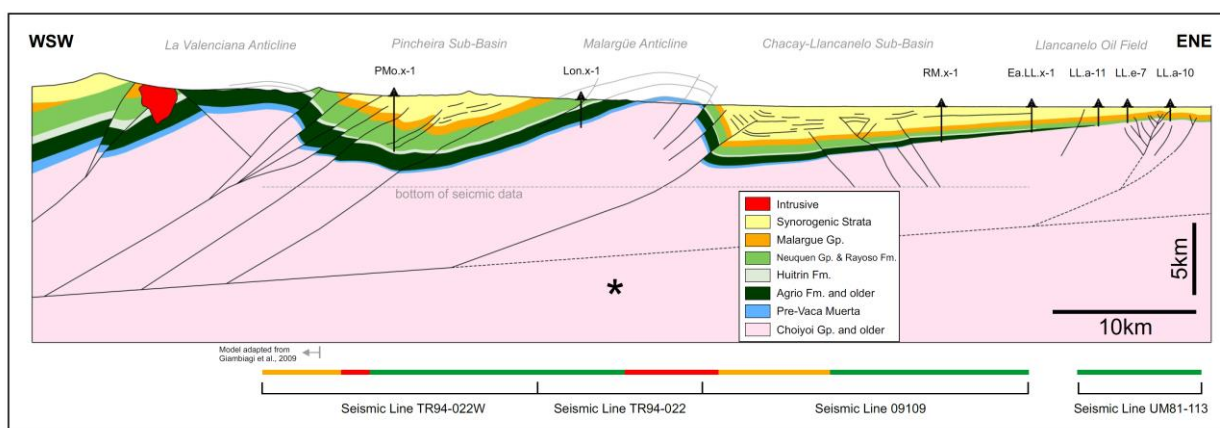 WSW
ENE
La Valenciana Anticline
Pincheira Sub-Basin
Malargüe Anticline
Chacay-Llancanelo Sub-Basin
Llancanelo Oil Field
PMo.x-1
Lon.x-1
RM.x-1
Ea.LL.x-1
LL.a-11
LL.e-7
LL.a-10
bottom of seicmic data
Intrusive
Synorogenic Strata
Malargue Gp.
Neuquen Gp. & Rayoso Fm.
Huitrin Fm.
Agrio Fm. and older
Pre-Vaca Muerta
Choiyoi Gp. and older
*
5km
10km
Model adapted from
Giambiagi et al., 2009
Seismic Line TR94-022W
Seismic Line TR94-022
Seismic Line 09109
Seismic Line UM81-113